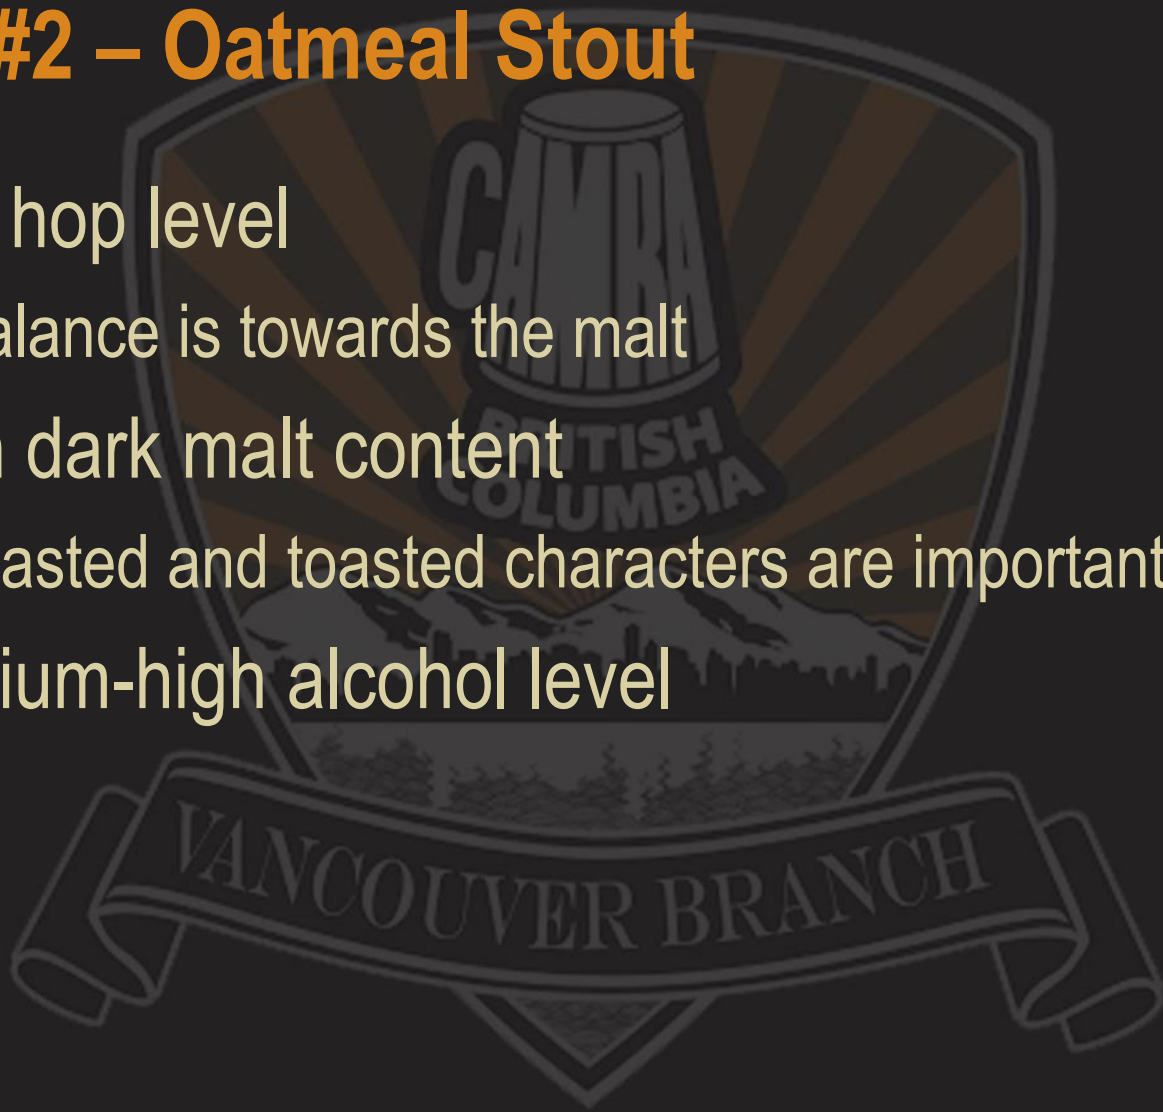 #2 – Oatmeal Stout
hop level
alance is towards the malt
dark malt content
asted and toasted characters are important
ium-high alcohol level
CAMRA
BRITISH
COLUMBIA
VANCOUVER BRANCH